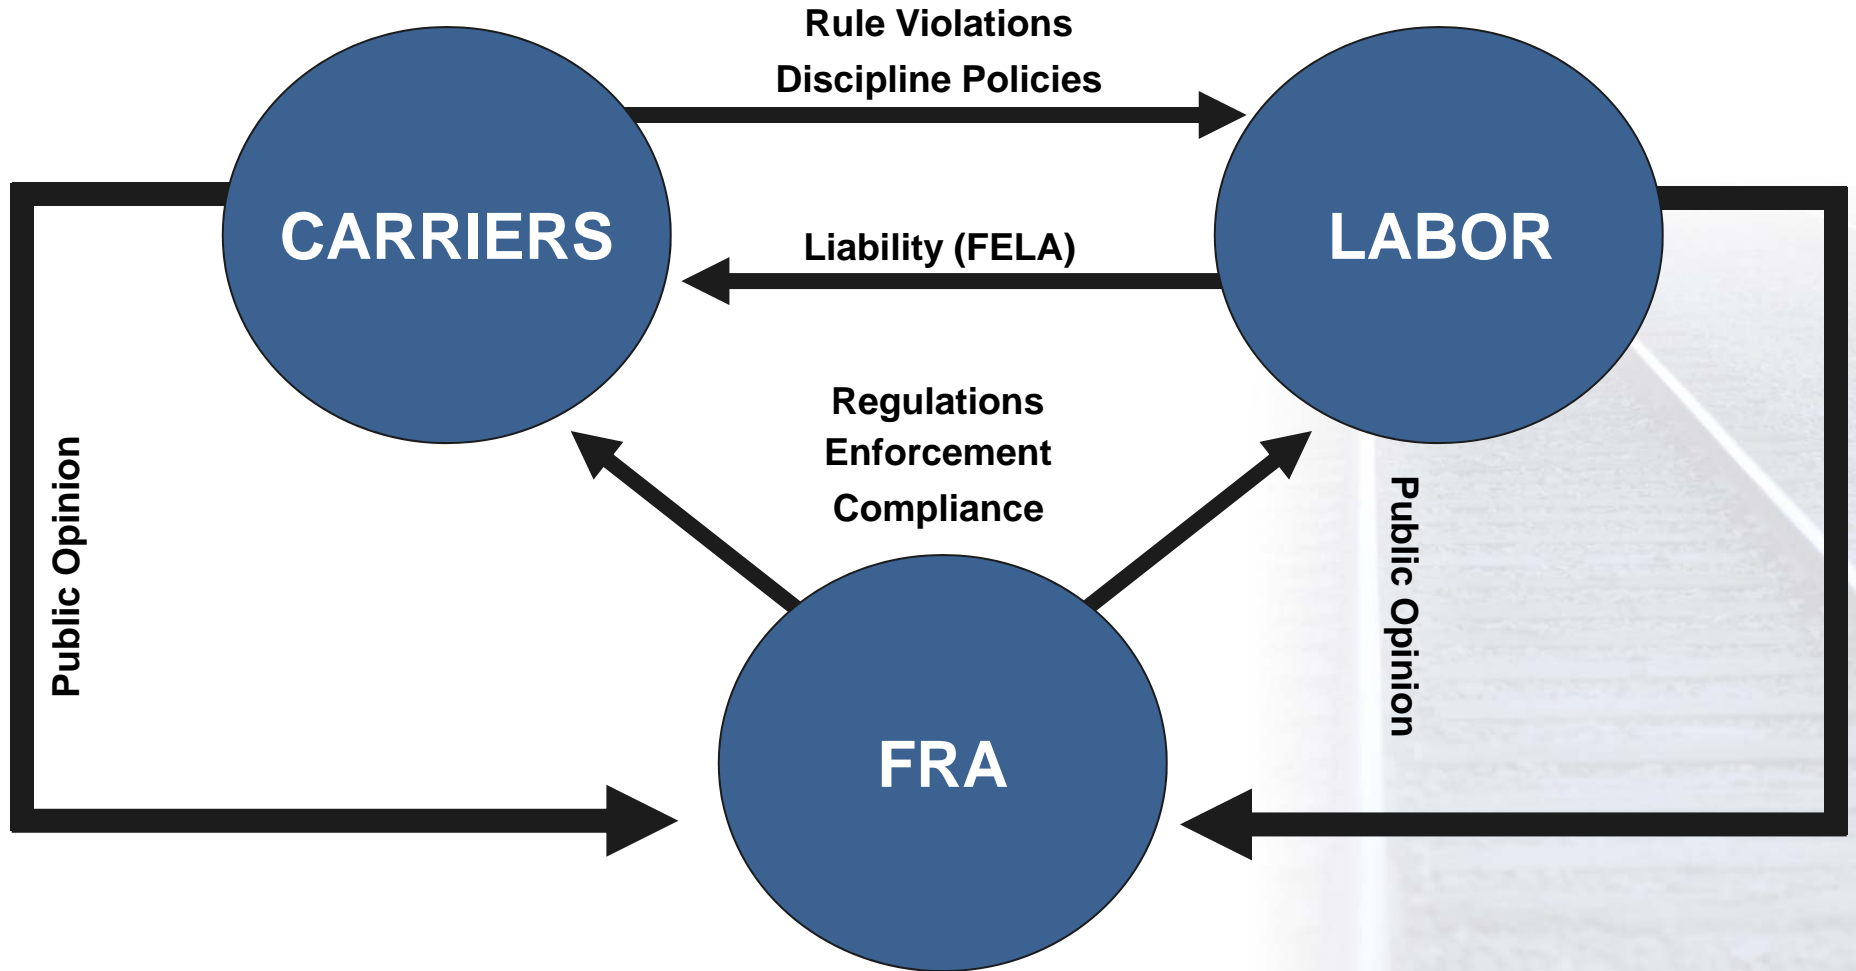 Rule Violations
Discipline Policies
CARRIERS
LABOR
Liability (FELA)
Regulations
Enforcement
Compliance
Public Opinion
Public Opinion
FRA